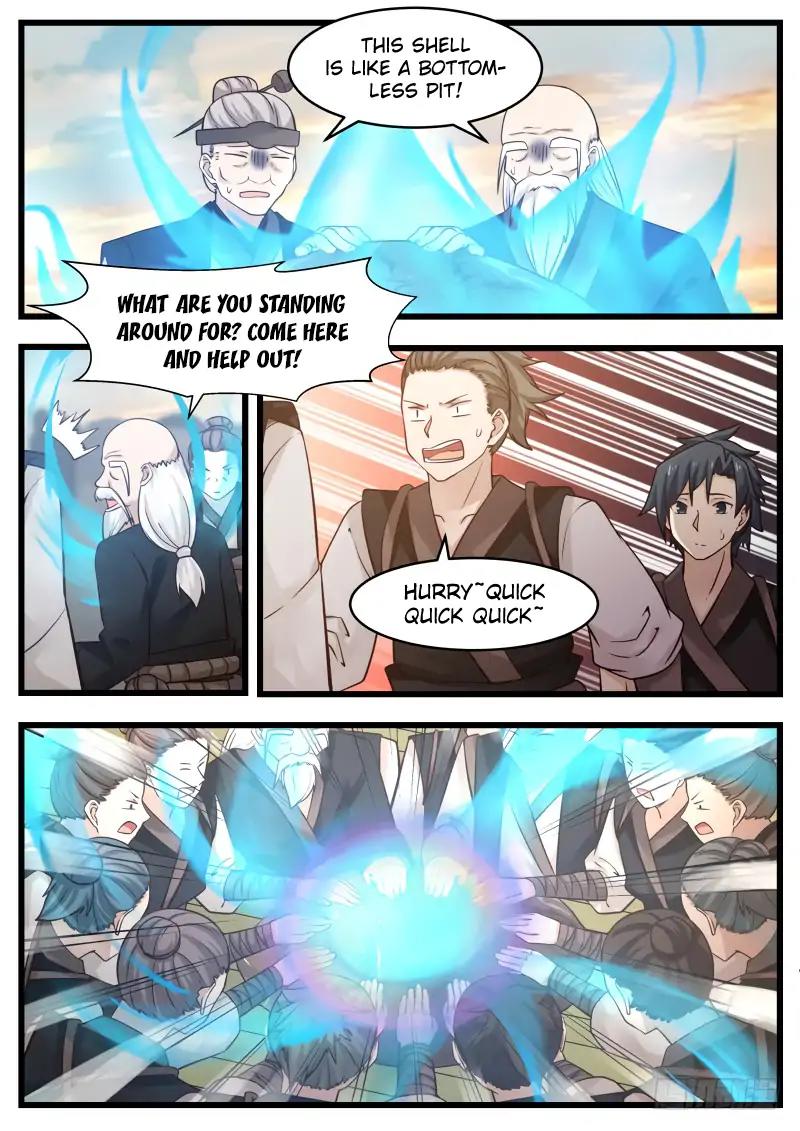 THIS SHELL
IS LIKE A BOTTOM-
LESS PIT!
WHAT ARE YOU STANDING
AROUND FOR? COME HERE
AND HELP OUT!
HURRY~QUICK
QUICK QUICK~